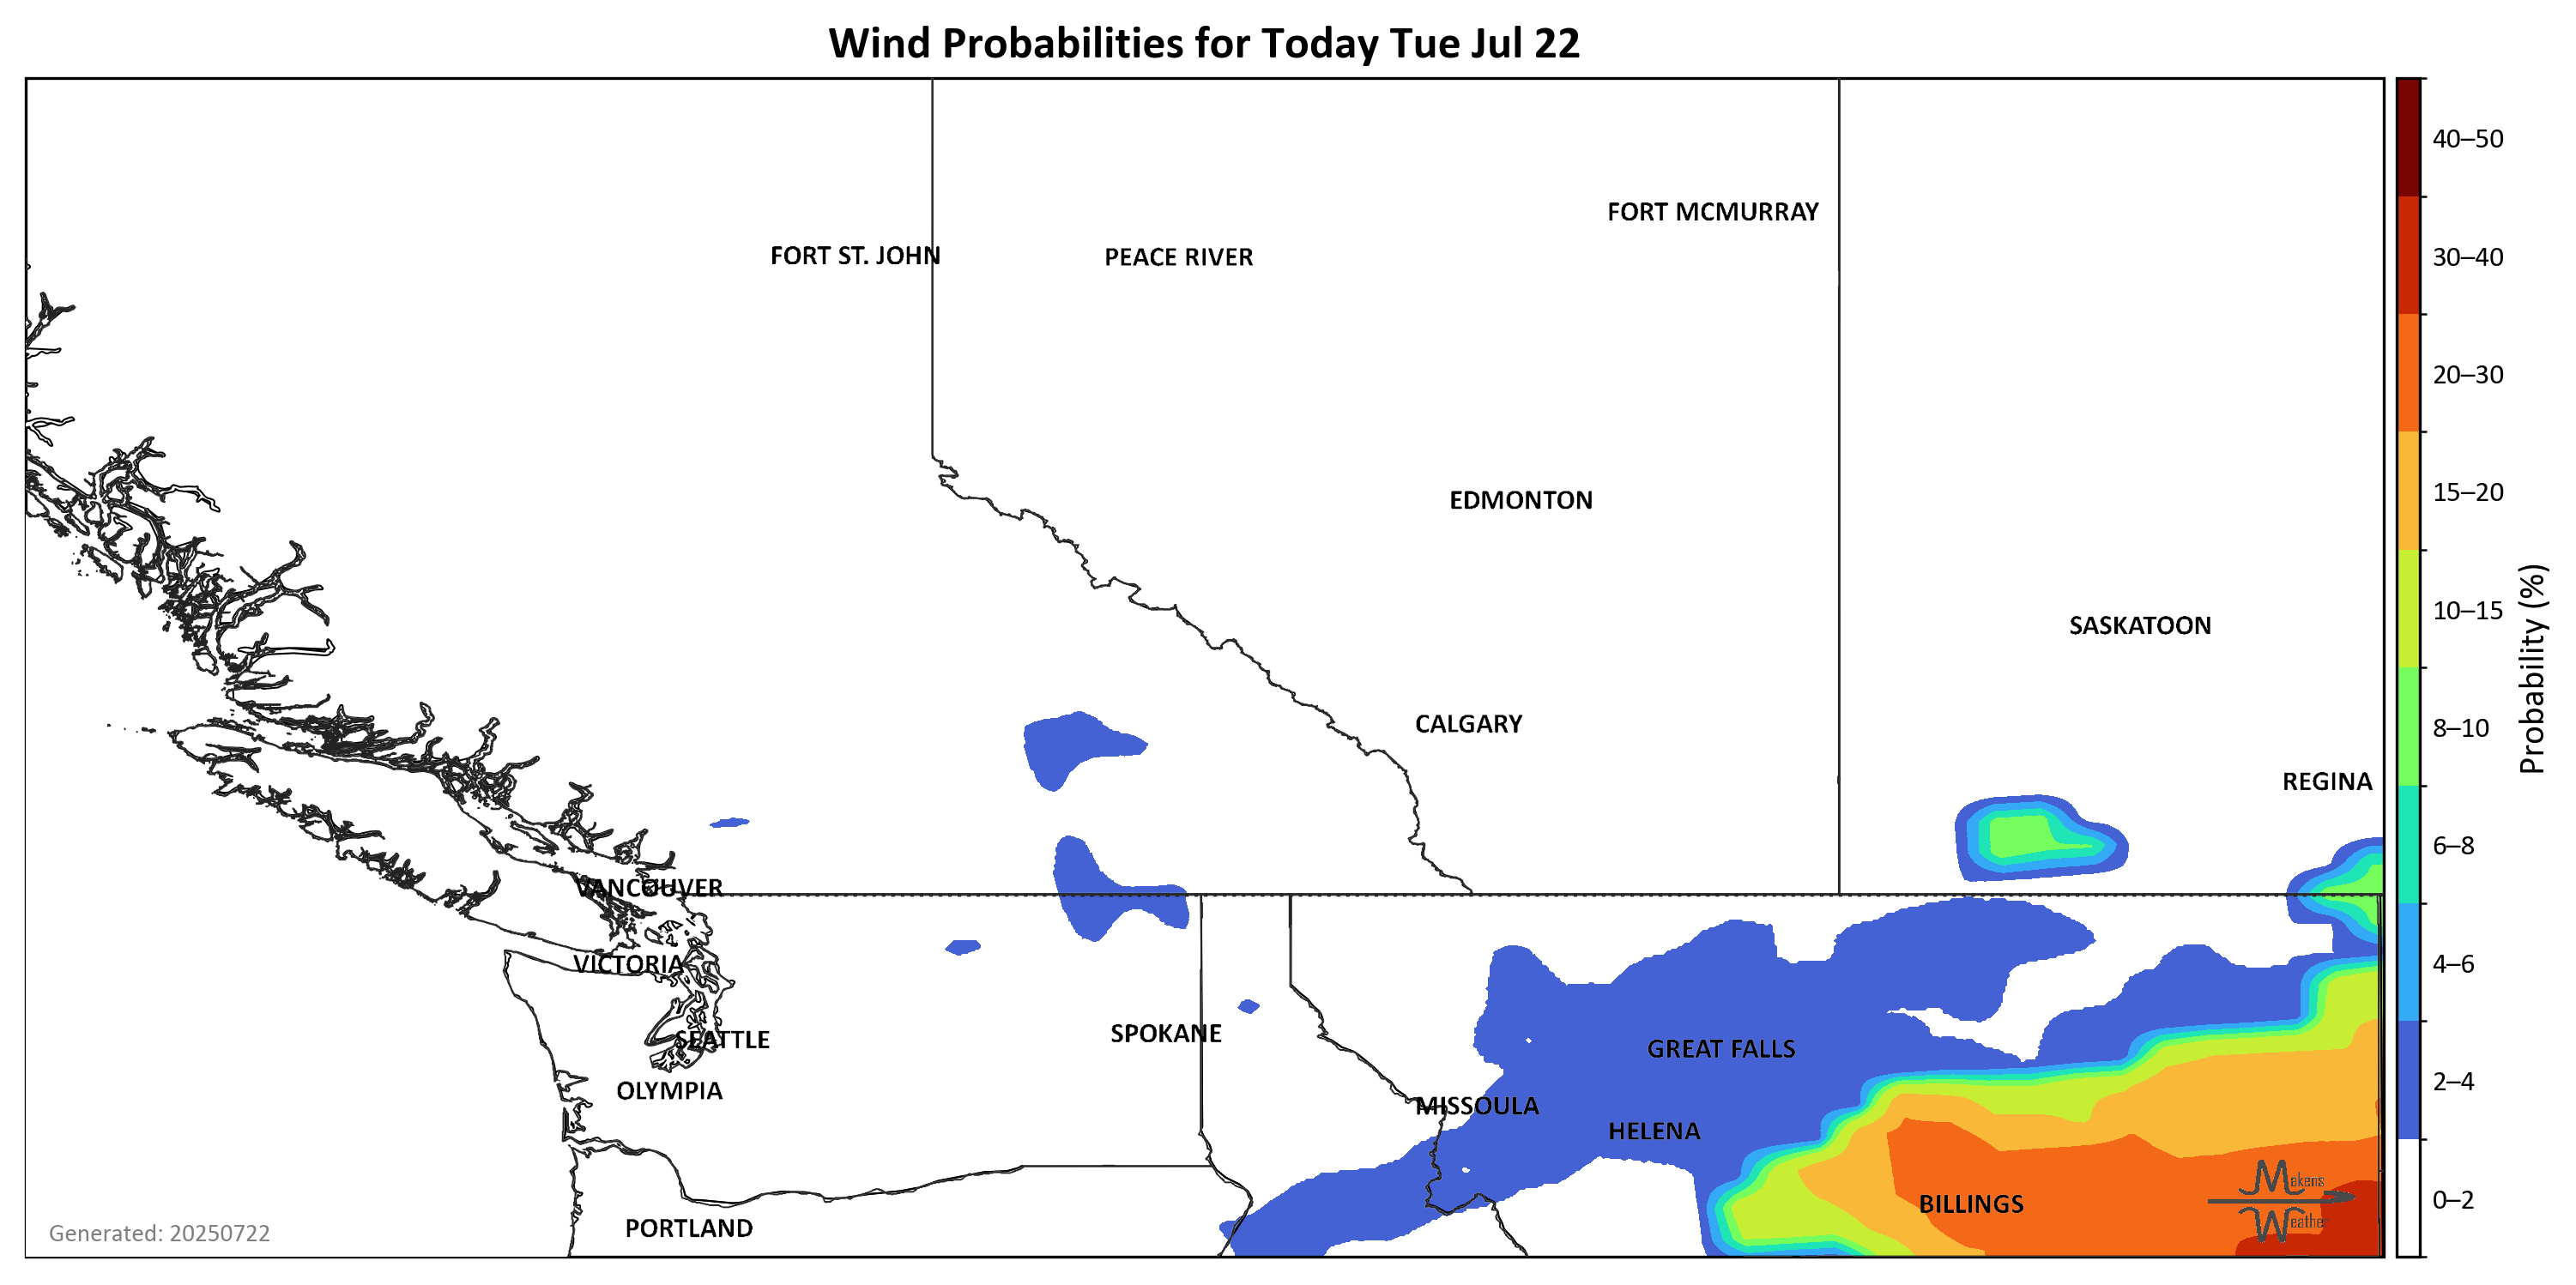 Wind Probabilities for Today Tue Jul 22
FORT MCMURRAY
FORT ST. JOHN
PEACE RIVER
EDMONTON
SASKATOON
CALGARY
REGINA
VANCOUVER
VICTORIA
SPOKANE
SEATTLE
GREAT FALLS
OLYMPIA
MISSOULA
HELENA
BILLINGS
PORTLAND
Makens
Weather
Generated: 20250722
40–50
30–40
20–30
15–20
10–15
8–10
6–8
4–6
2–4
0–2
Probability (%)